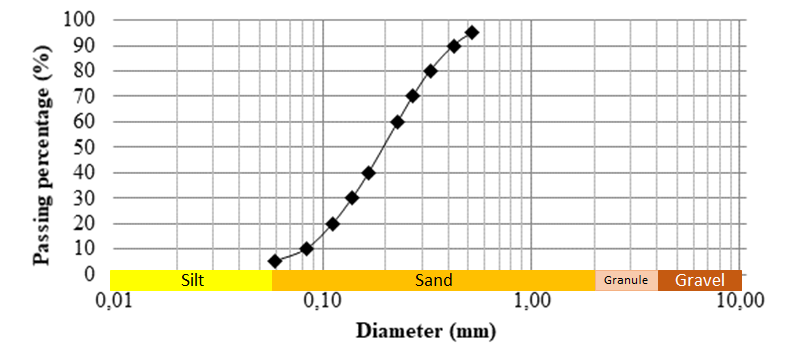 Passing percentage (%)
100
90
80
70
60
50
40
30
20
10
0
Silt
Sand
Granule
Gravel
0,01
0,10
1,00
10,00
Diameter (mm)